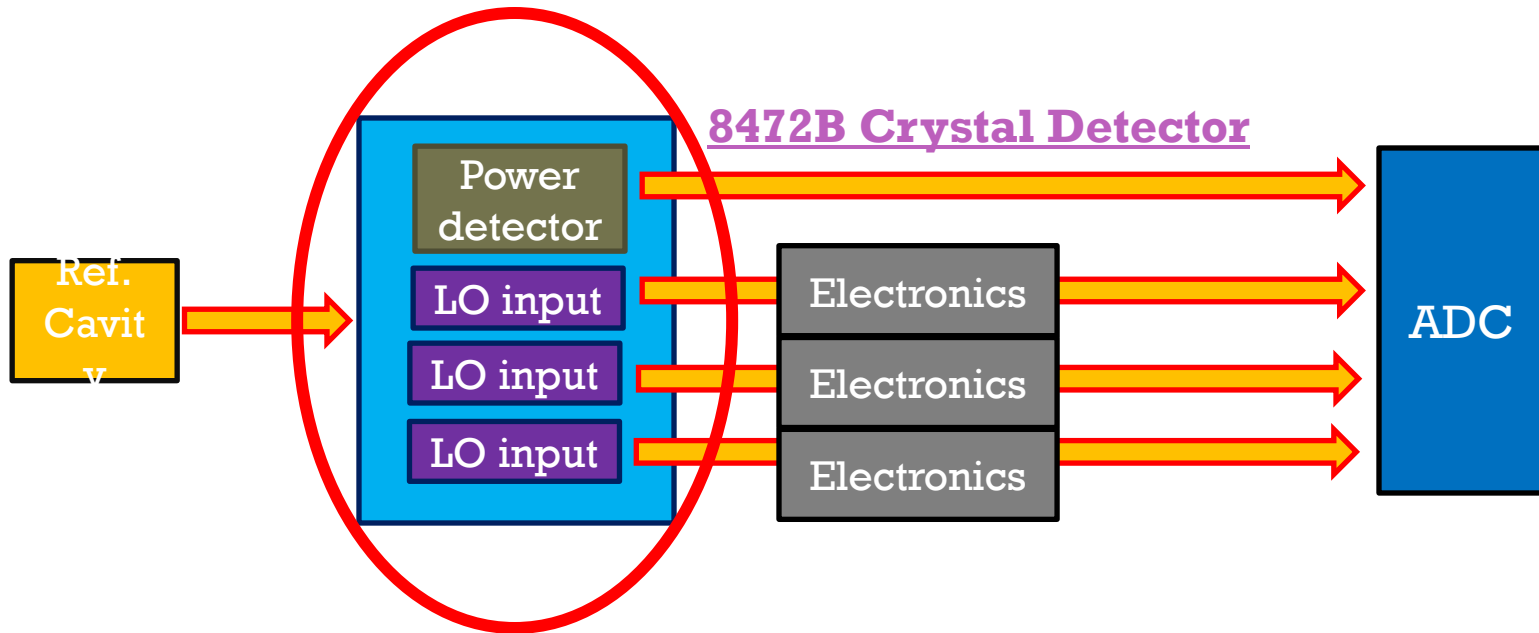 8472B Crystal Detector
Power
detector
Ref.
Cavit
y
LO input
LO input
LO input
Electronics
Electronics
Electronics
ADC